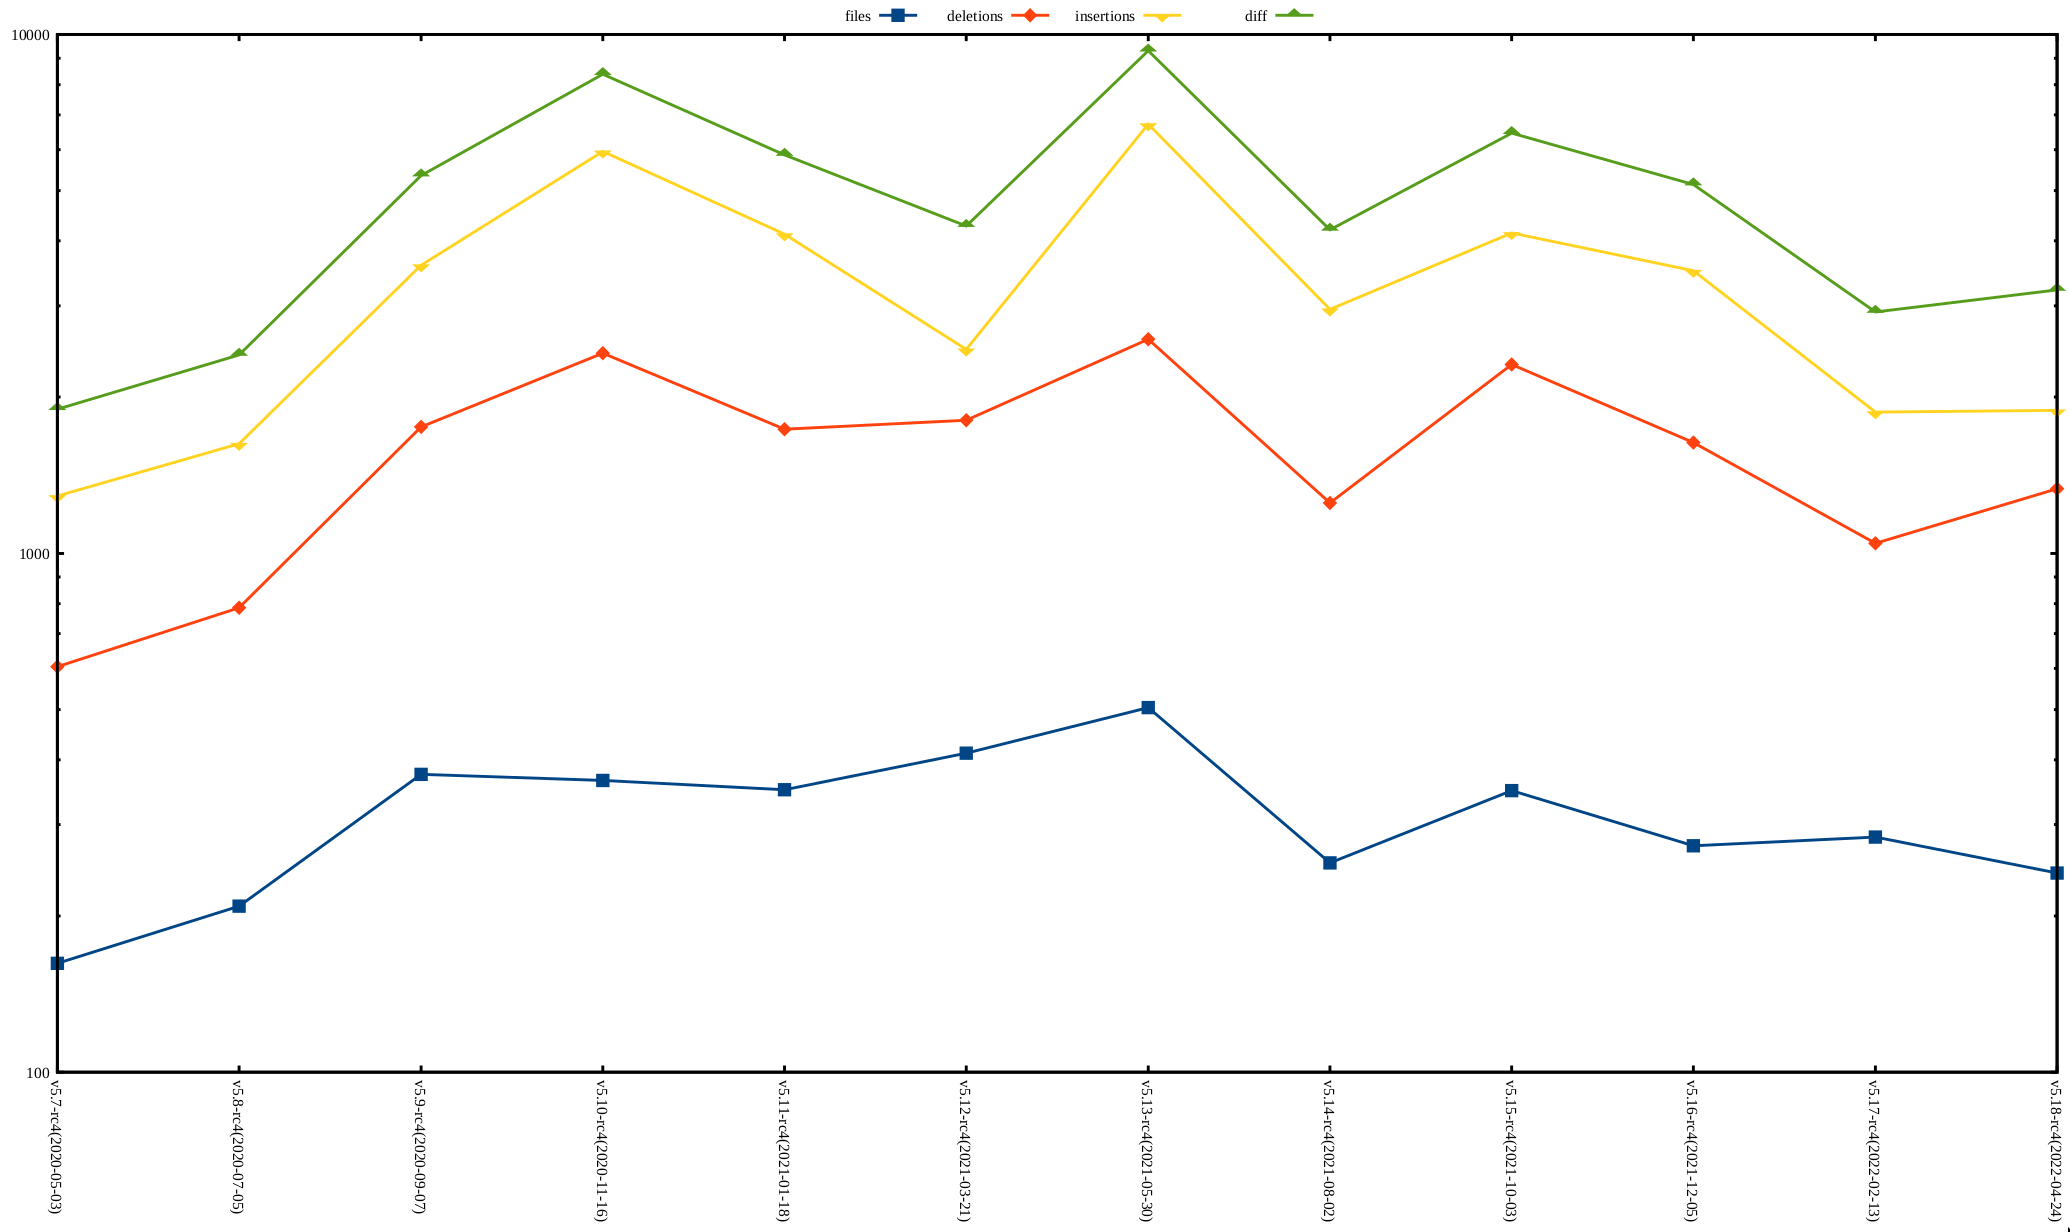 files deletions insertions diff
10000
1000
100
v5.7-rc4(2020-05-03)
v5.8-rc4(2020-07-05)
v5.9-rc4(2020-09-07)
v5.10-rc4(2020-11-16)
v5.11-rc4(2021-01-18)
v5.12-rc4(2021-03-21)
v5.13-rc4(2021-05-30)
v5.14-rc4(2021-08-02)
v5.15-rc4(2021-10-03)
v5.16-rc4(2021-12-05)
v5.17-rc4(2022-02-13)
v5.18-rc4(2022-04-24)